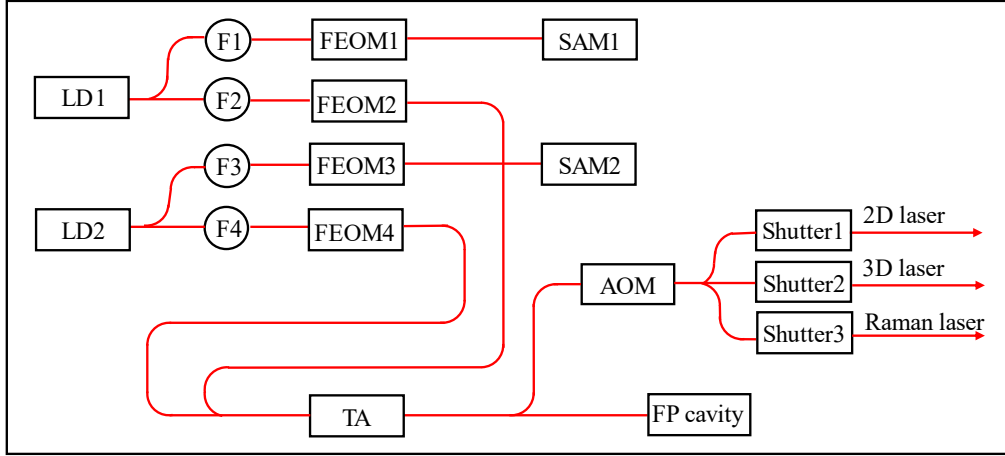 F1
FEOM1
SAM1
LD1
F2
FEOM2
F3
FEOM3
SAM2
LD2
F4
FEOM4
Shutter1
2D laser
AOM
Shutter2
3D laser
Shutter3
Raman laser
TA
FP cavity